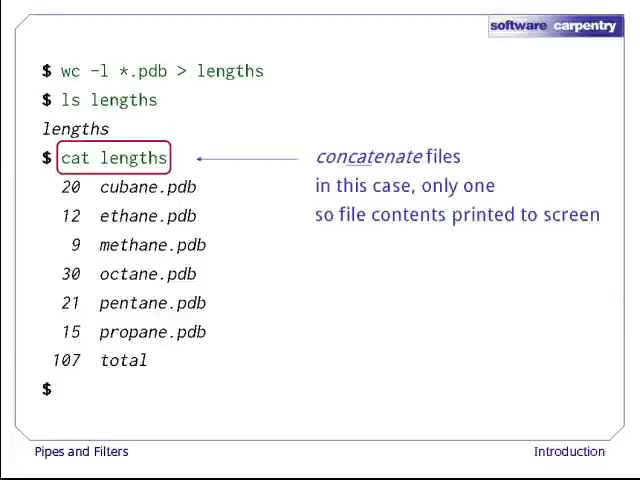 software carpentry
$ wc -l *.pdb > lengths
$ ls lengths
lengths
$ cat lengths
concatenate files
20 cubane.pdb
in this case, only one
12 ethane.pdb
so file contents printed to screen
9 methane.pdb
30 octane.pdb
21 pentane.pdb
15 propane.pdb
107 total
$
Pipes and Filters
Introduction